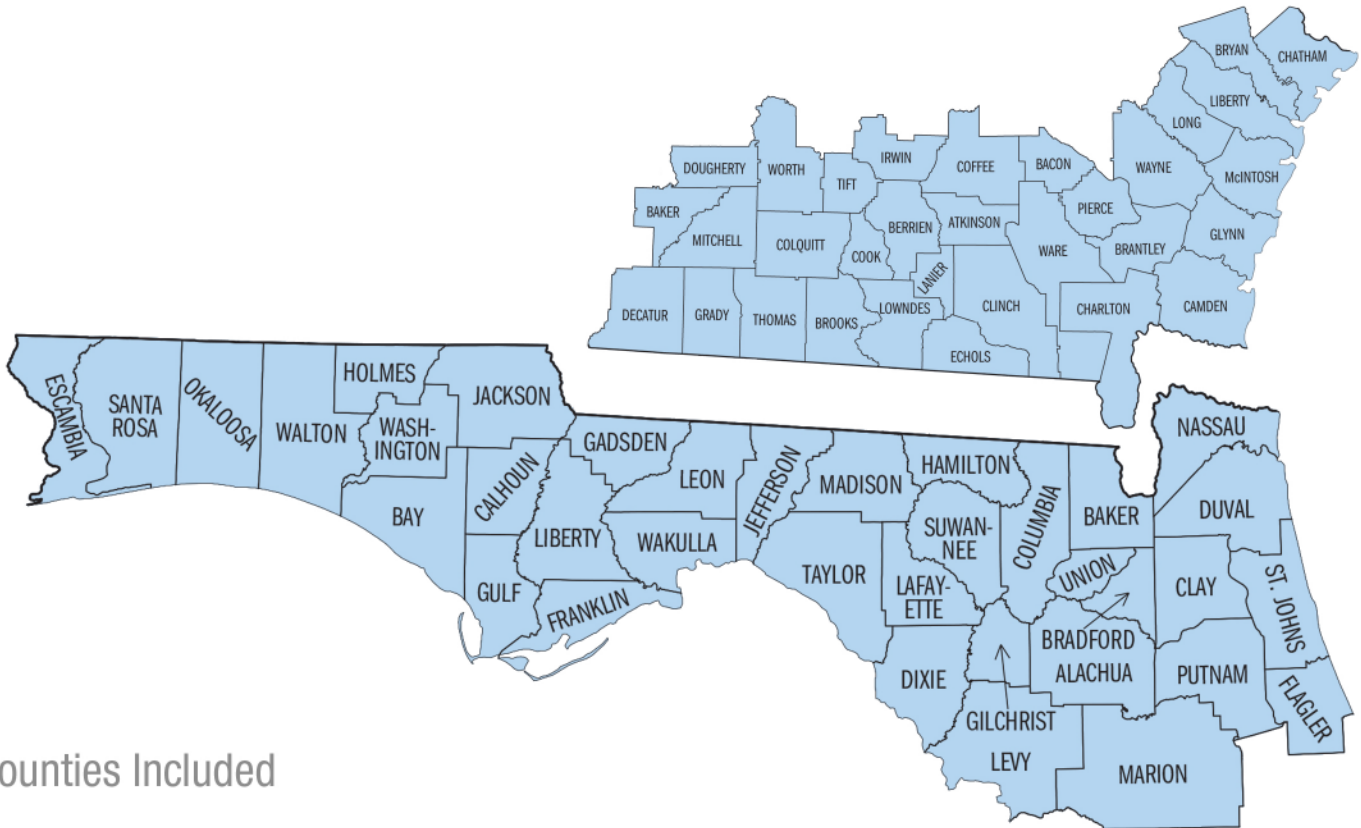 BRYAN
CHATHAM
LIBERTY
LONG
DOUGHERTY
WORTH
TIFT
IRWIN
COFFEE
BACON
WAYNE
McINTOSH
BAKER
MITCHELL
COLQUITT
COOK
BERRIEN
ATKINSON
PIERCE
WARE
BRANTLEY
GLYNN
LANIER
DECATUR
GRADY
THOMAS
BROOKS
LOWNDES
CLINCH
CHARLTON
CAMDEN
ECHOLS
ESCAMBIA
SANTA
ROSA
OKALOOSA
WALTON
HOLMES
WASH-
INGTON
JACKSON
BAY
CALHOUN
GULF
GADSDEN
LIBERTY
FRANKLIN
LEON
WAKULLA
JEFFERSON
MADISON
TAYLOR
HAMILTON
SUWAN-
NEE
LAFAY-
ETTE
DIXIE
COLUMBIA
BAKER
UNION
BRADFORD
ALACHUA
GILCHRIST
LEVY
NASSAU
DUVAL
CLAY
ST. JOHNS
PUTNAM
FLAGLER
MARION
ounties Included